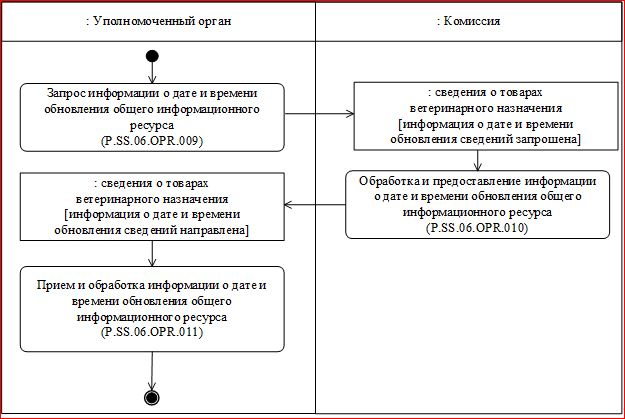 : Уполномоченный орган
: Комиссия
Запрос информации о дате и времени
обновления общего информационного
ресурса
(P.SS.06.OPR.009)
: сведения о товарах
ветеринарного назначения
[информация о дате и времени
обновления сведений запрошена]
Обработка и предоставление информации
о дате и времени обновления общего
информационного ресурса
(P.SS.06.OPR.010)
: сведения о товарах
ветеринарного назначения
[информация о дате и времени
обновления сведений направлена]
Прием и обработка информации о дате и
времени обновления общего
информационного ресурса
(P.SS.06.OPR.011)